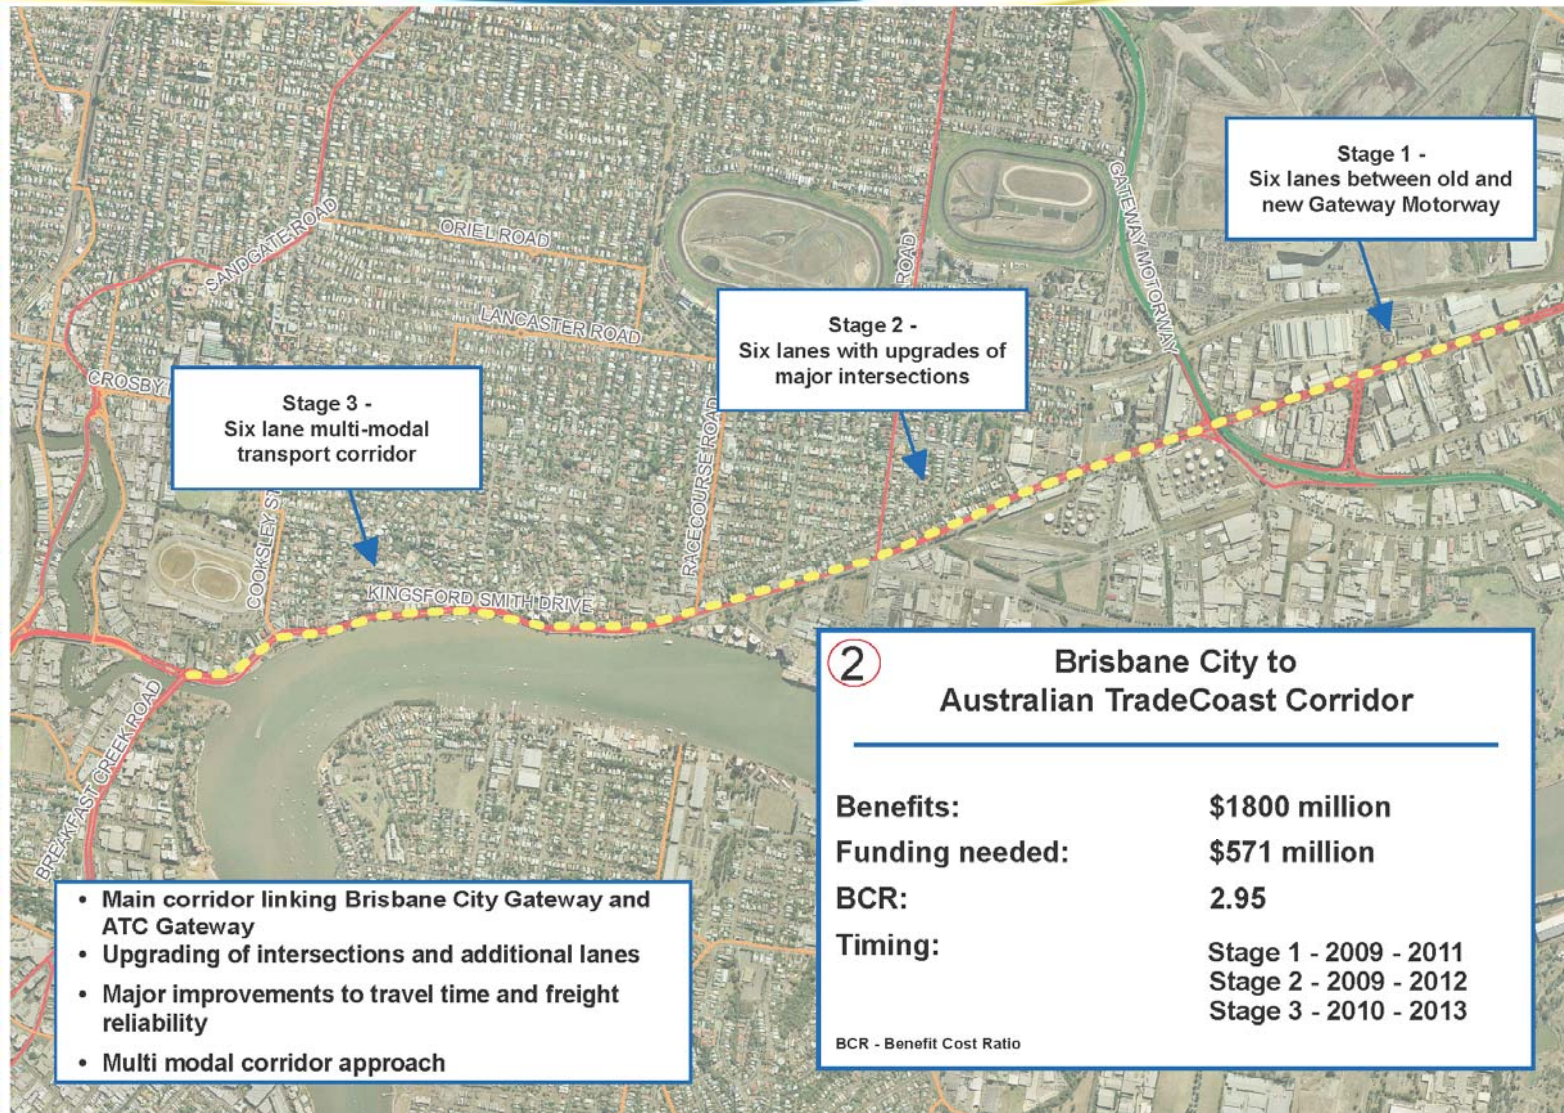 Stage 1 -
Six lanes between old and
new Gateway Motorway
GATEWAY MOTORWAY
SANDGATE ROAD
ORIEL ROAD
ROAD
LANCASTER ROAD
Stage 2 -
Six lanes with upgrades of
major intersections
CROSBY
Stage 3 -
Six lane multi-modal
transport corridor
COOKSLEY ST
RACECOURSE ROAD
KINGSFORD SMITH DRIVE
BREAKFAST CREEK ROAD
2
Brisbane City to
Australian TradeCoast Corridor
Benefits: $1800 million
Funding needed: $571 million
BCR: 2.95
Timing: Stage 1 - 2009 - 2011
Stage 2 - 2009 - 2012
Stage 3 - 2010 - 2013
BCR - Benefit Cost Ratio
• Main corridor linking Brisbane City Gateway and
ATC Gateway
• Upgrading of intersections and additional lanes
• Major improvements to travel time and freight
reliability
• Multi modal corridor approach